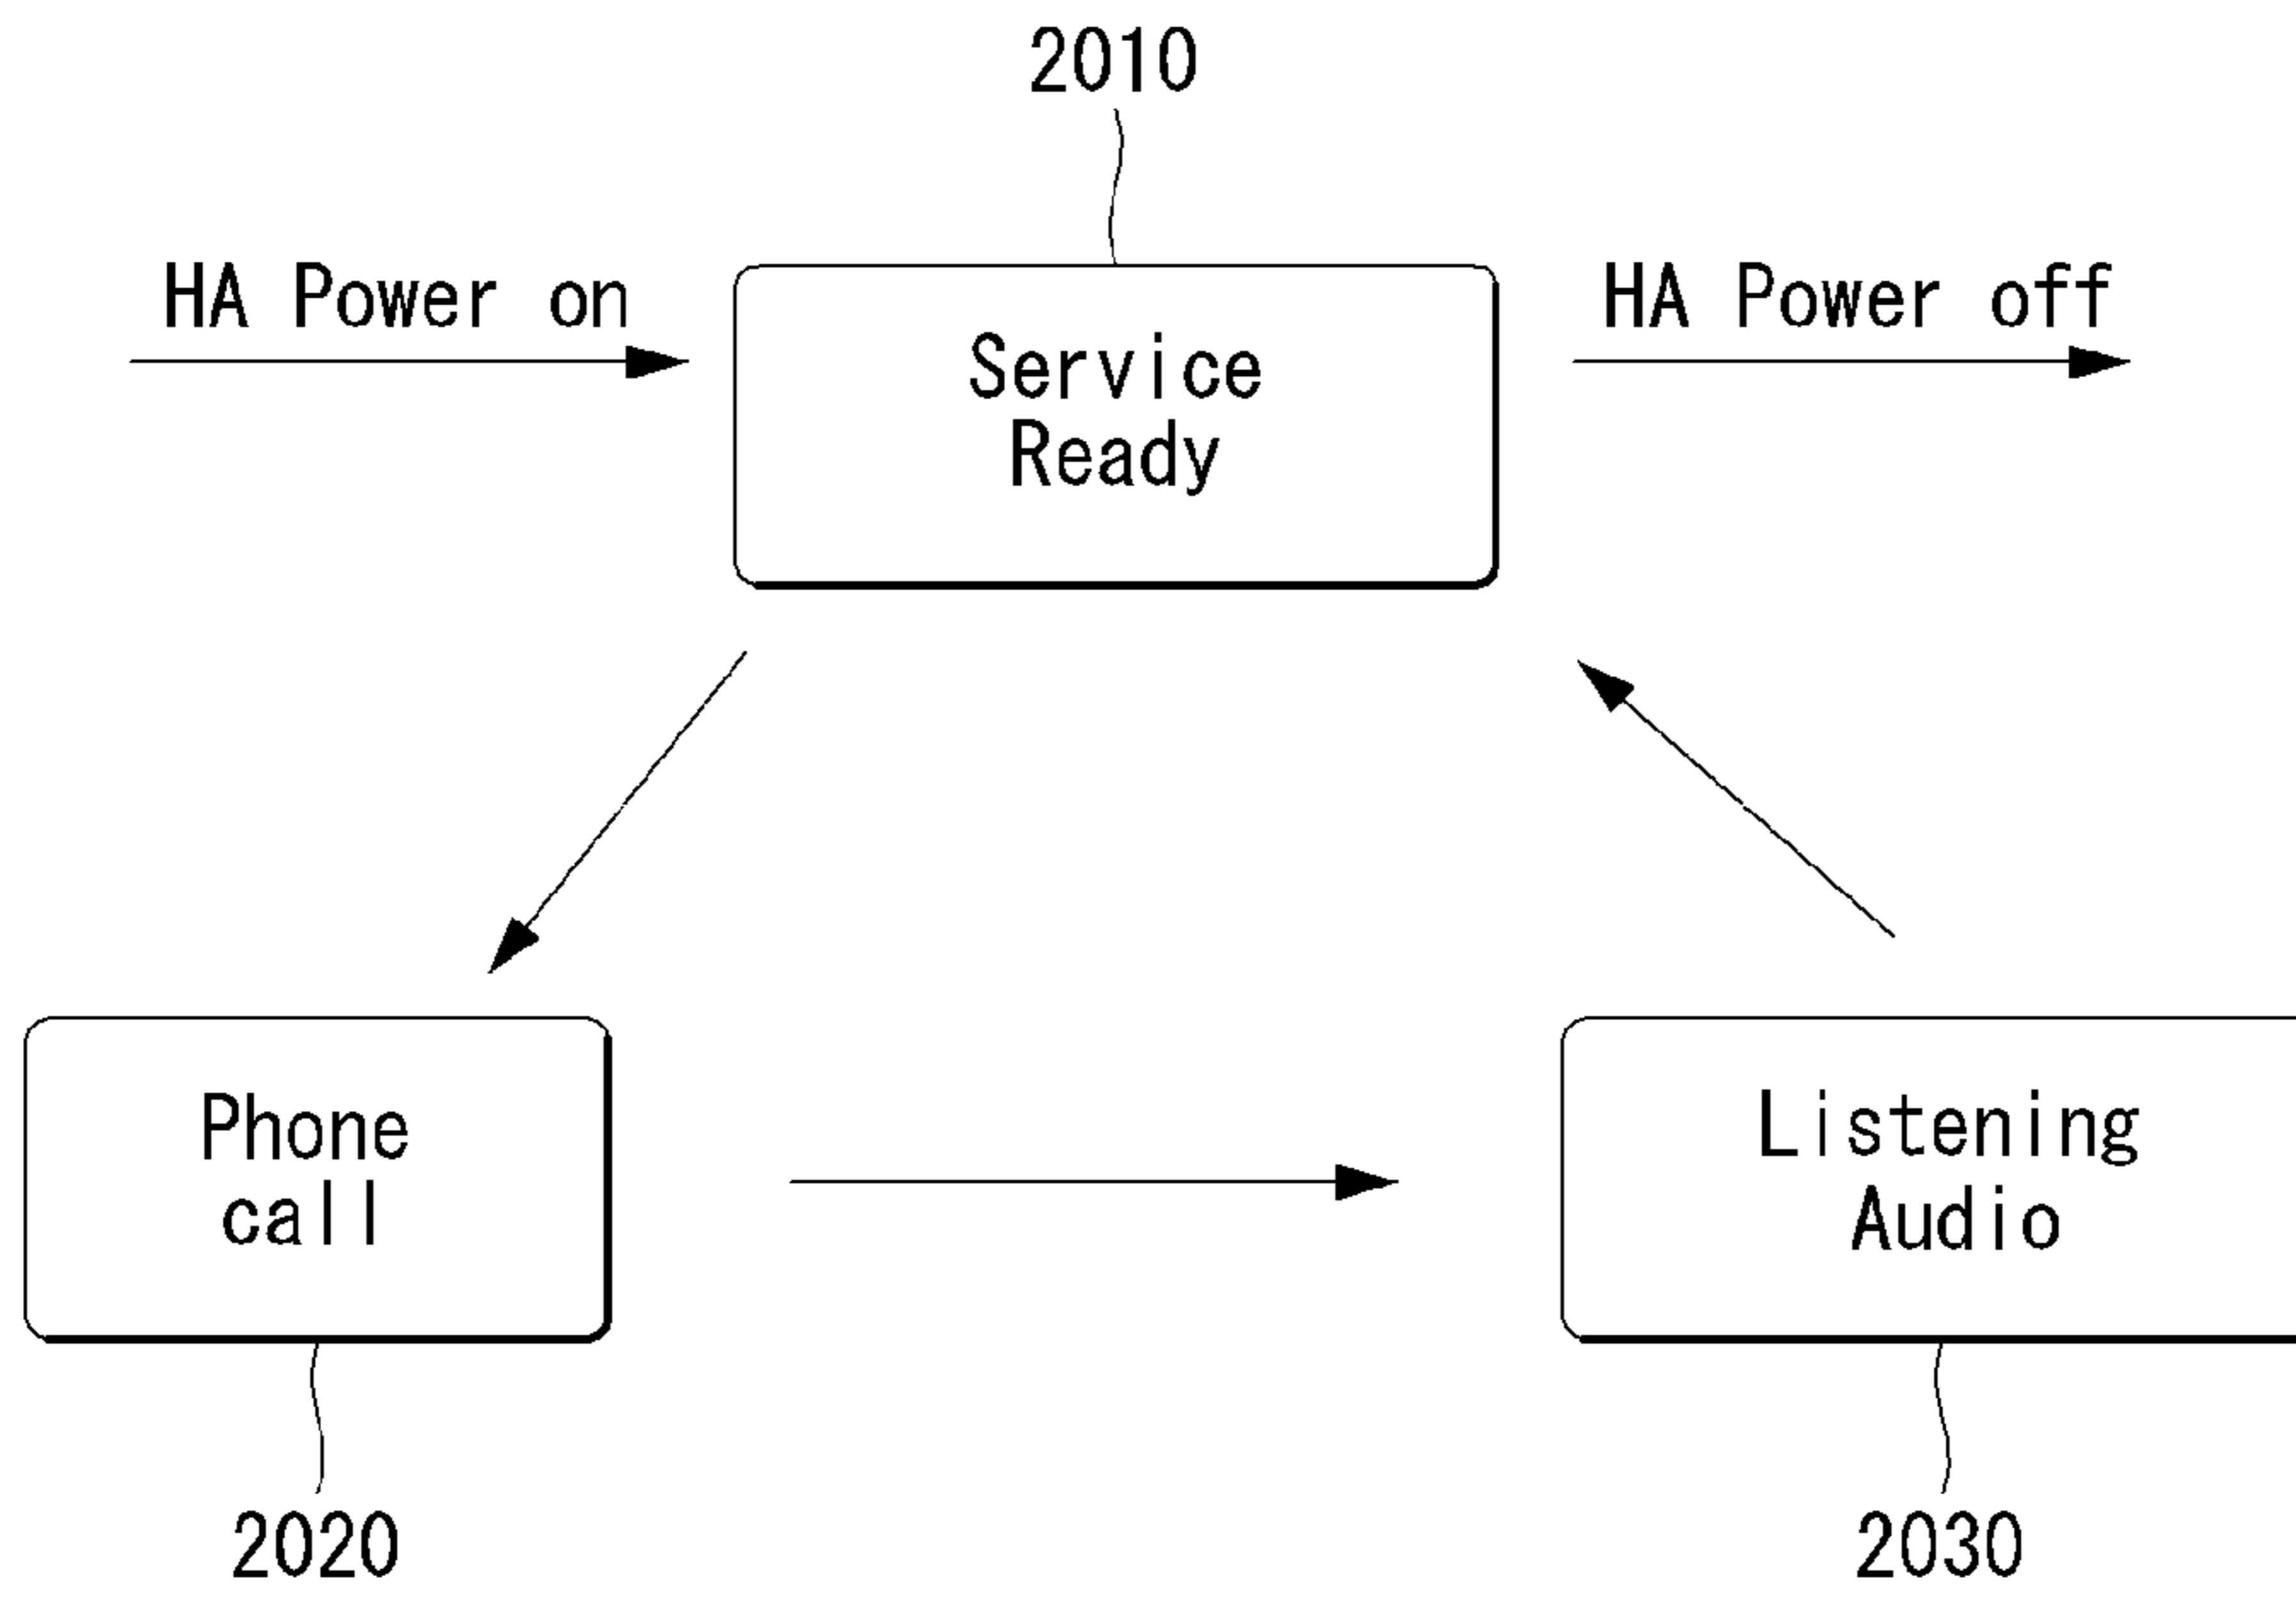 2010
HA Power on
HA Power off
Service
Ready
Phone
call
Listening
Audio
2020
2030